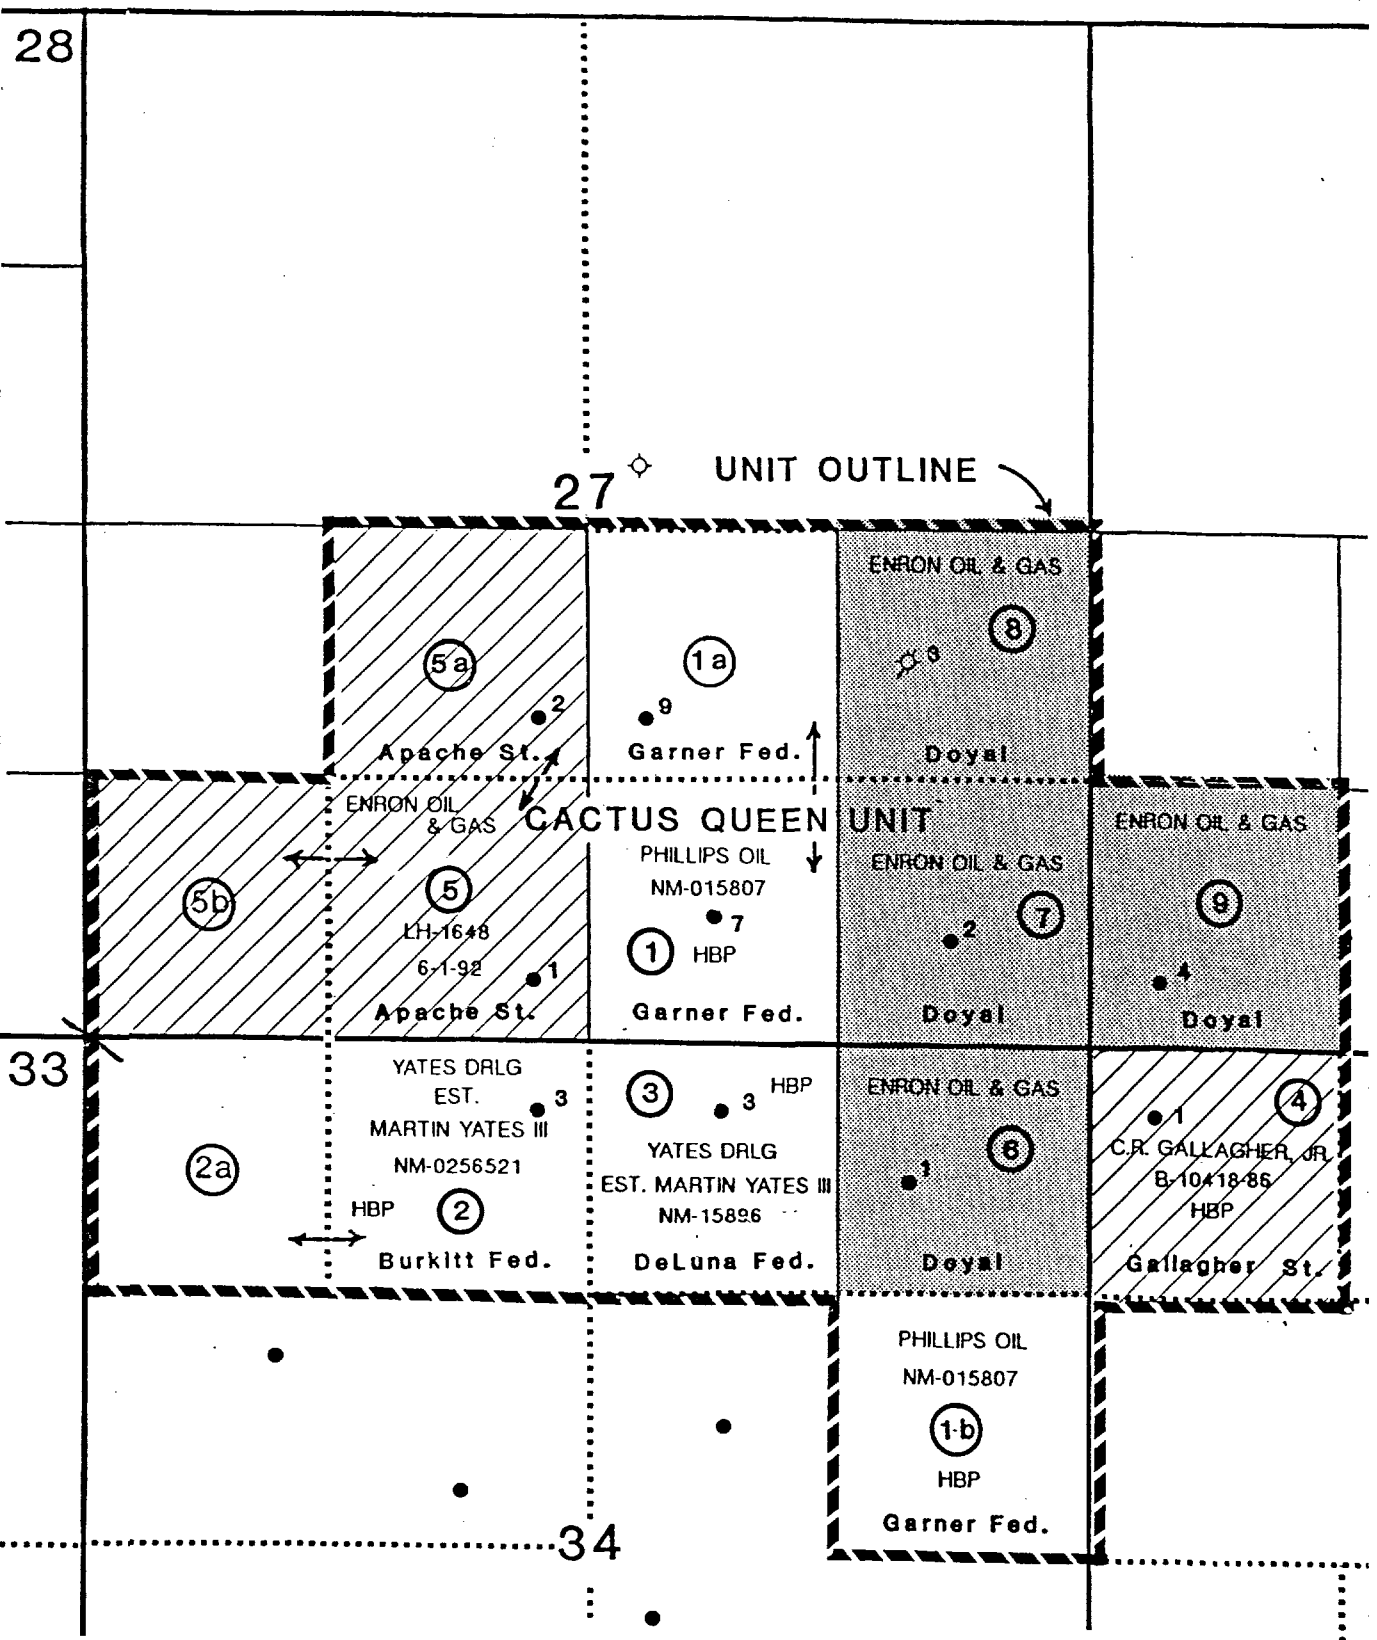 28
27
UNIT OUTLINE
ENRON OIL & GAS
8
5a
1a
2
9
Apache St.
Garner Fed.
Doyal
ENRON OIL
& GAS
CACTUS QUEEN UNIT
ENRON OIL & GAS
PHILLIPS OIL
NM-015807
ENRON OIL & GAS
5b
5
LH-1648
6-1-92
1
Apache St.
7
1
HBP
Garner Fed.
2
7
Doyal
9
4
Doyal
33
YATES DRLG
EST.
MARTIN YATES III
NM-0256521
3
2a
HBP
2
Burkitt Fed.
3
3
HBP
YATES DRLG
EST. MARTIN YATES III
NM-15896
DeLuna Fed.
ENRON OIL & GAS
6
1
Doyal
4
1
C.R. GALLAGHER, JR.
B-10418-86
HBP
Gallagher St.
PHILLIPS OIL
NM-015807
1-b
HBP
Garner Fed.
34